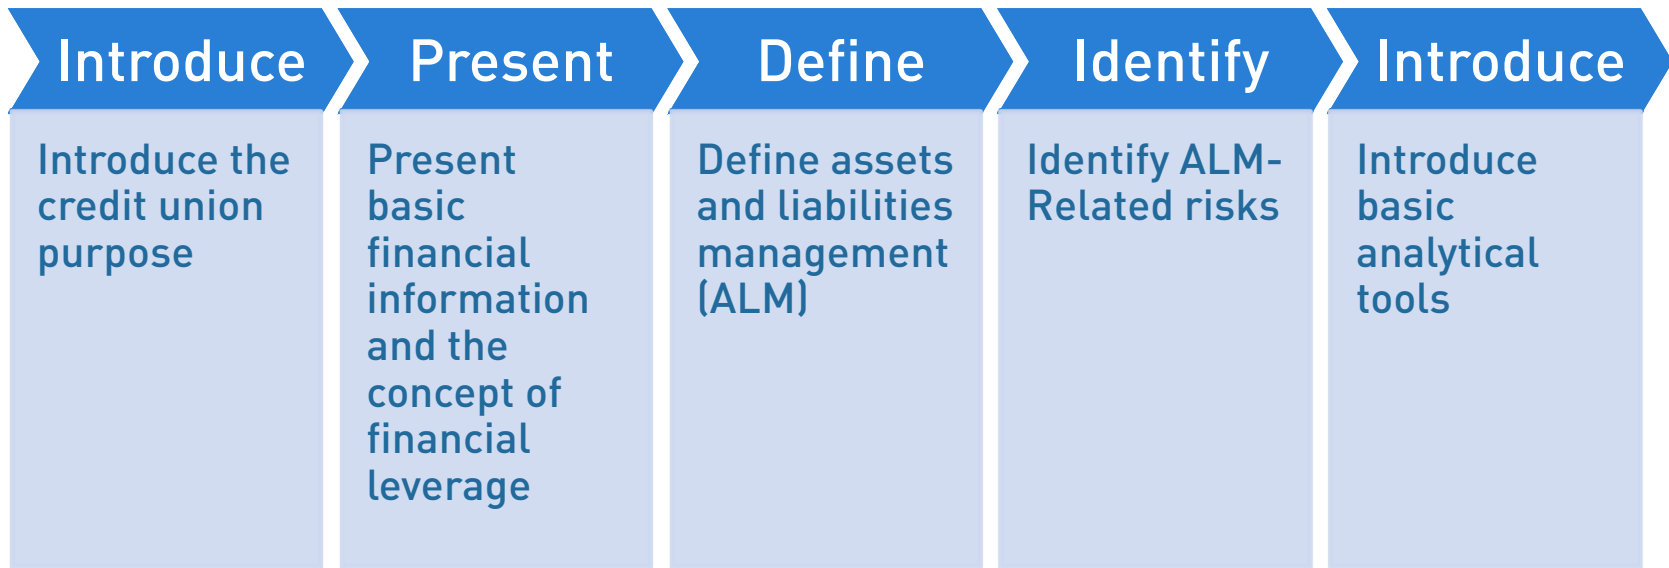 Introduce
Introduce the
credit union
purpose
Present
Present
basic
financial
information
and the
concept of
financial
leverage
Define
Define assets
and liabilities
management
(ALM)
Identify
Identify ALM-
Related risks
Introduce
Introduce
basic
analytical
tools